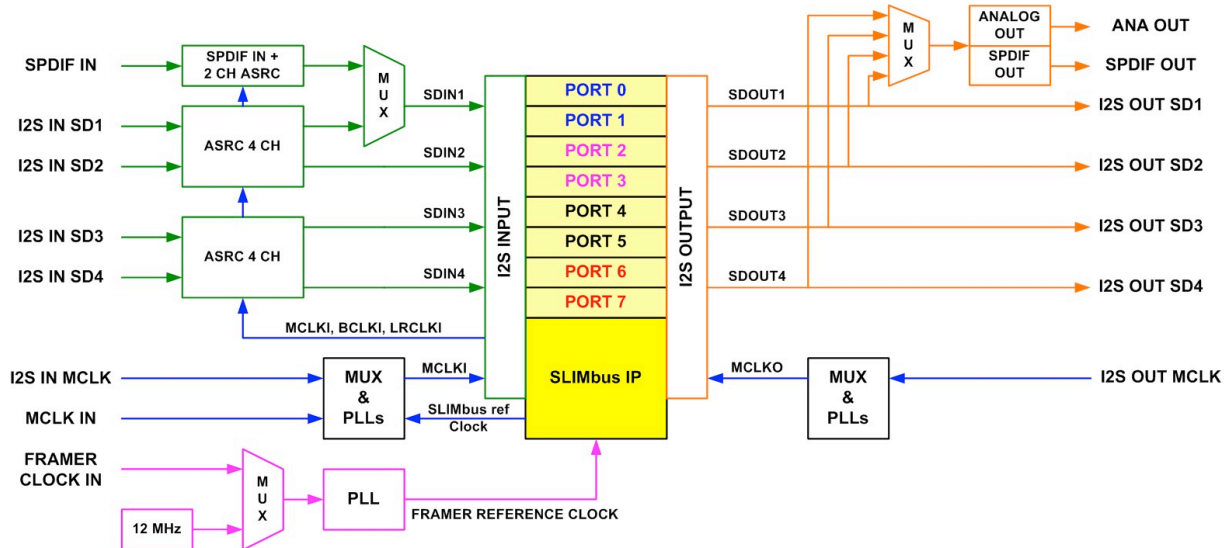 SPDIF IN
SPDIF IN +
2 CH ASRC
M
U
X
SDIN1
I2S IN SD1
I2S IN SD2
ASRC 4 CH
SDIN2
I2S IN SD3
I2S IN SD4
ASRC 4 CH
SDIN3
SDIN4
MCLKI, BCLKI, LRCLKI
I2S INPUT
PORT 0
PORT 1
PORT 2
PORT 3
PORT 4
PORT 5
PORT 6
PORT 7
SLIMbus IP
I2S OUTPUT
SDOUT1
SDOUT2
SDOUT3
SDOUT4
M
U
X
ANALOG
OUT
SPDIF
OUT
ANA OUT
SPDIF OUT
I2S OUT SD1
I2S OUT SD2
I2S OUT SD3
I2S OUT SD4
I2S IN MCLK
MCLK IN
MUX
&
PLLs
MCLKI
SLIMbus ref
Clock
MCLKO
MUX
&
PLLs
I2S OUT MCLK
FRAMER
CLOCK IN
12 MHz
M
U
X
PLL
FRAMER REFERENCE CLOCK